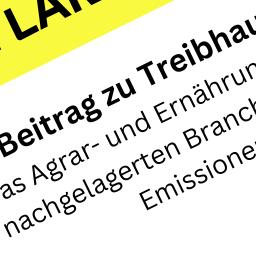 Beitrag zu Treibhau
as Agrar- und Ernährun
nachgelagerten Branch
Emissione